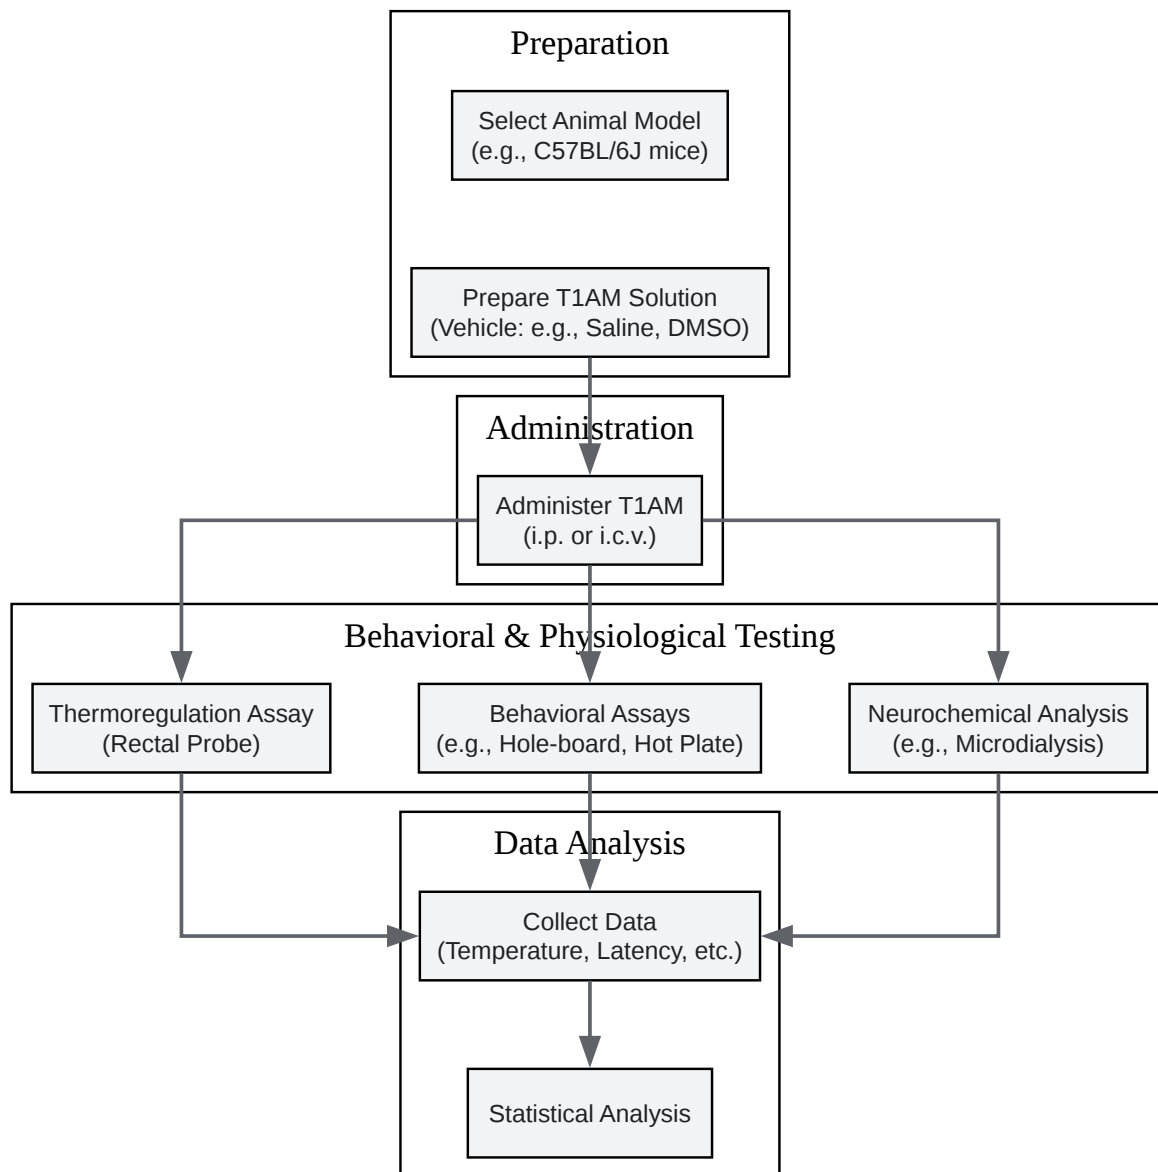 Preparation
Select Animal Model
(e.g., C57BL/6J mice)
Prepare T1AM Solution
(Vehicle: e.g., Saline, DMSO)
Administration
Administer T1AM
(i.p. or i.c.v.)
Behavioral & Physiological Testing
Thermoregulation Assay
(Rectal Probe)
Behavioral Assays
(e.g., Hole-board, Hot Plate)
Neurochemical Analysis
(e.g., Microdialysis)
Data Analysis
Collect Data
(Temperature, Latency, etc.)
Statistical Analysis